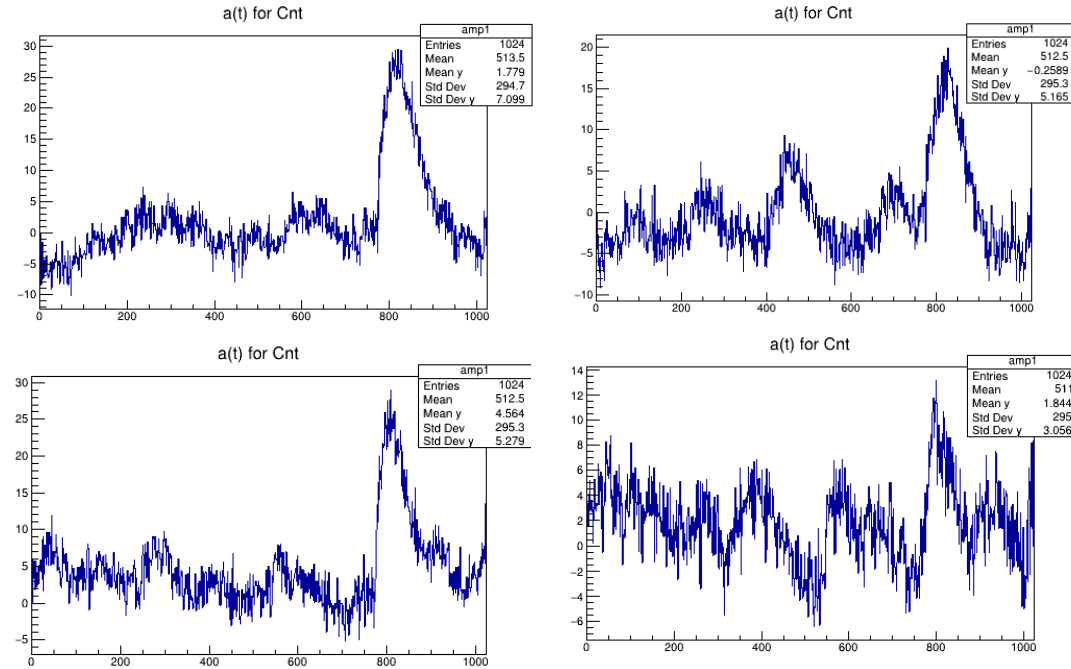 a(t) for Cnt
amp1
Entries 1024
Mean 513.5
Mean y 1.779
Std Dev 294.7
Std Dev y 7.099
30
25
20
15
10
5
0
−5
−10
0 200 400 600 800 1000
a(t) for Cnt
amp1
Entries 1024
Mean 512.5
Mean y −0.2589
Std Dev 295.3
Std Dev y 5.165
20
15
10
5
0
−5
−10
0 200 400 600 800 1000
a(t) for Cnt
amp1
Entries 1024
Mean 512.5
Mean y 4.564
Std Dev 295.3
Std Dev y 5.279
30
25
20
15
10
5
0
−5
0 200 400 600 800 1000
a(t) for Cnt
amp1
Entries 1024
Mean 511
Mean y 1.844
Std Dev 295
Std Dev y 3.056
14
12
10
8
6
4
2
0
−2
−4
−6
0 200 400 600 800 1000